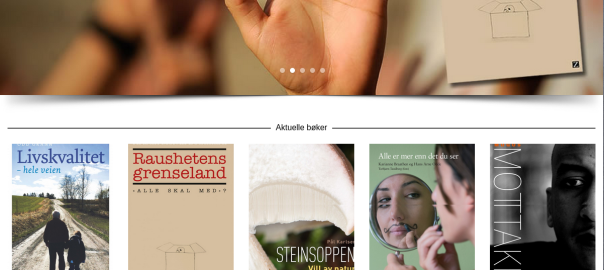 Aktuelle bøker
Livskvalitet
- hele veien
Raushetens
grenseland
• ALLE SKAL MED •?
Pål Karlsen
STEINSOPPEN
Vill av natur
Alle er mer enn det du ser
MOTTAK